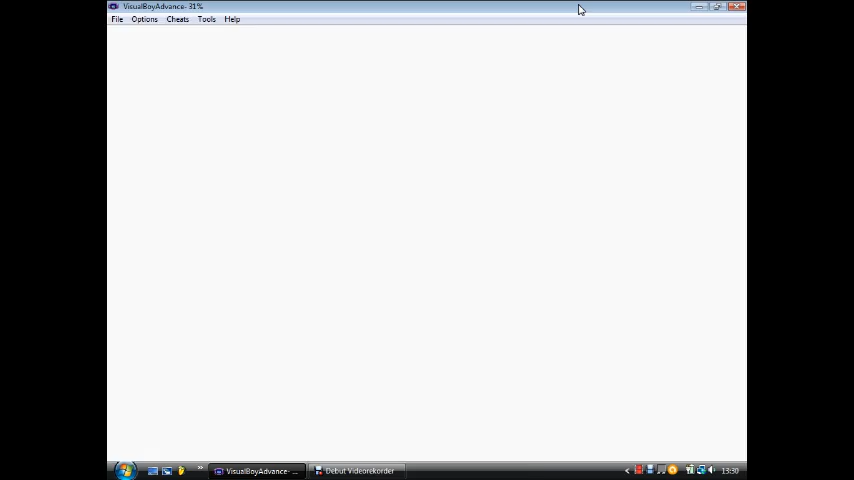 VisualBoyAdvance- 31%
File Options Cheats Tools Help
VisualBoyAdvance- ...
Debut Videorekorder
13:30